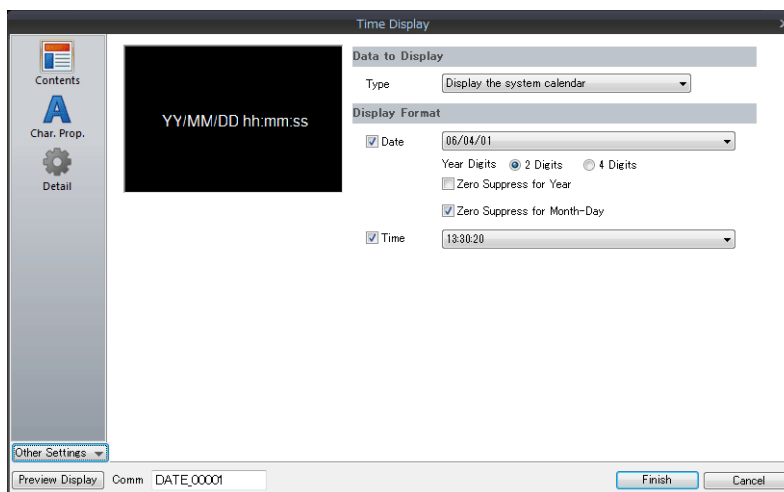 Time Display
Contents
Char. Prop.
Detail
Other Settings
YY/MM/DD hh:mm:ss
Data to Display
Type Display the system calendar
Display Format
Date 06/04/01
Year Digits 2 Digits 4 Digits
Zero Suppress for Year
Zero Suppress for Month-Day
Time 13:30:20
Preview Display Comm DATE_00001 Finish Cancel